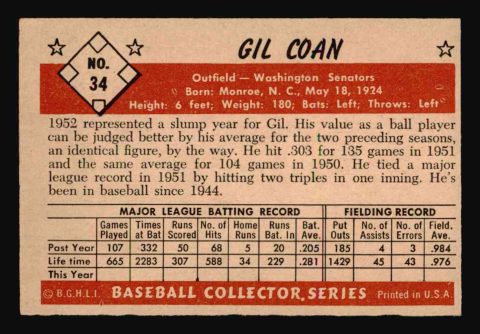 NO.
34
GIL COAN
Outfield — Washington Senators
Born: Monroe, N. C., May 18, 1924
Height: 6 feet; Weight: 180; Bats: Left; Throws: Left
1952 represented a slump year for Gil. His value as a ball player
can be judged better by his average for the two preceding seasons,
an identical figure, by the way. He hit .303 for 135 games in 1951
and the same average for 104 games in 1950. He tied a major
league record in 1951 by hitting two triples in one inning. He's
been in baseball since 1944.
MAJOR LEAGUE BATTING RECORD FIELDING RECORD
Games Played Times at Bat Runs Scored No. of Hits Home Runs Runs Bat. In Bat. Ave. Put Outs No. of Assists No. of Errors Field. Ave.
Past Year 107 332 50 68 5 20 .205 185 4 3 .984
Life time 665 2283 307 588 34 229 .281 1429 45 43 .976
This Year
© B.G.H.L.I. BASEBALL COLLECTOR SERIES Printed in U.S.A.